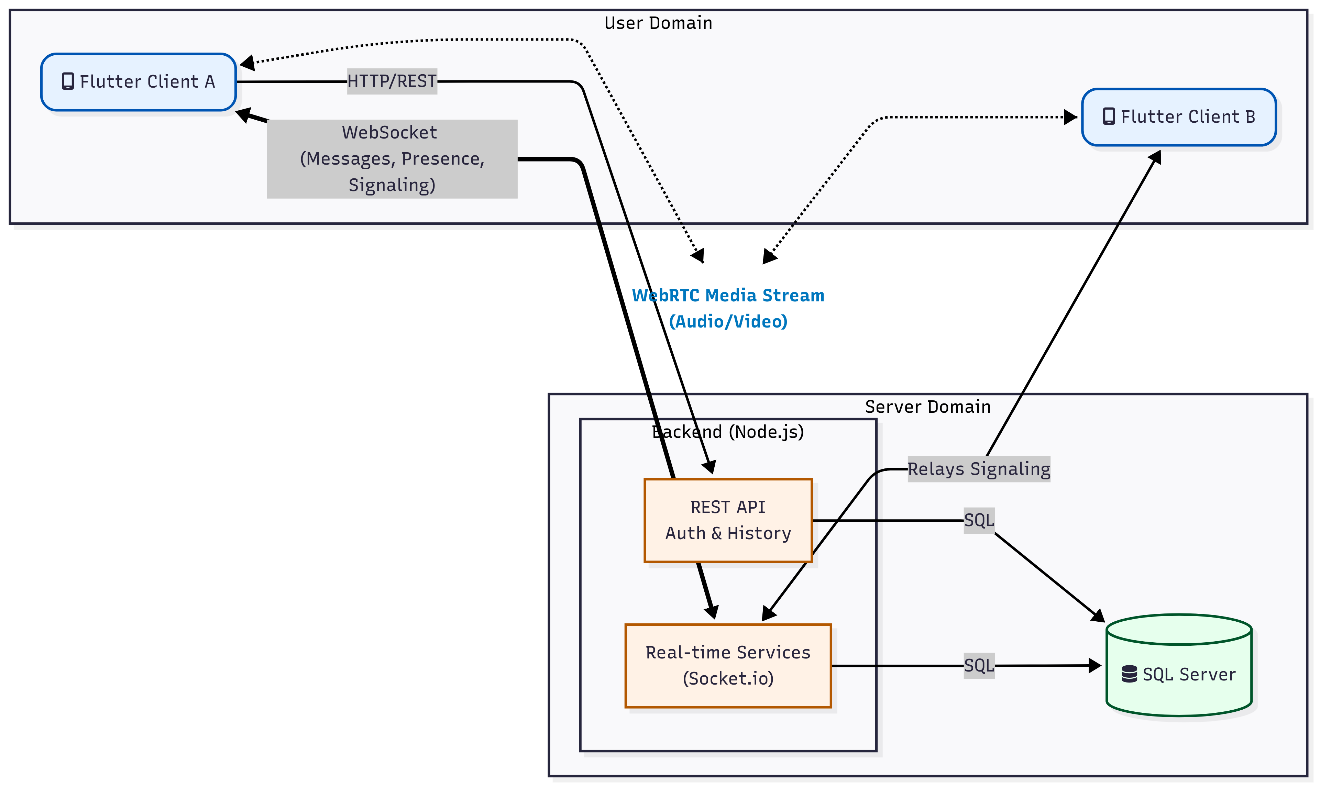 User Domain
Flutter Client A
HTTP/REST
Flutter Client B
WebSocket
(Messages, Presence,
Signaling)
WebRTC Media Stream
(Audio/Video)
Server Domain
Backend (Node.js)
Relays Signaling
REST API
Auth & History
SQL
Real-time Services
(Socket.io)
SQL
SQL Server